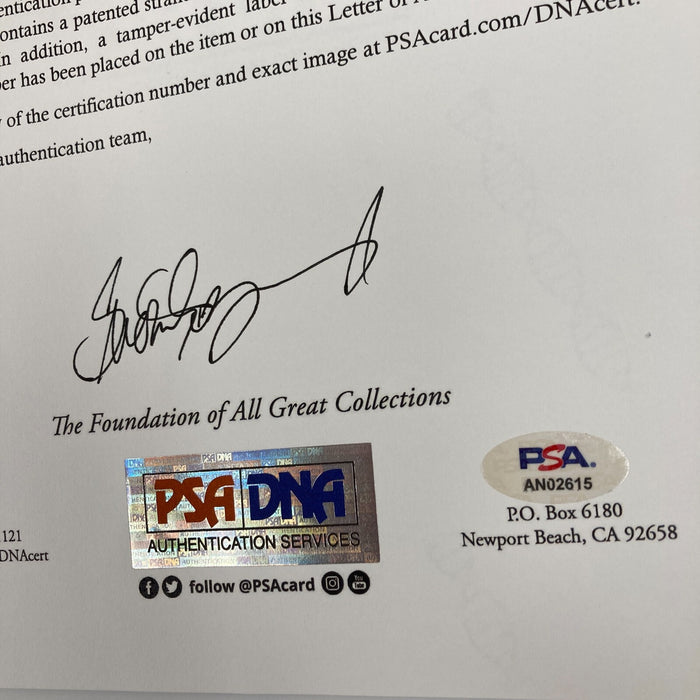 contains a patented
In addition, a tamper-evident label
has been placed on the item or on this Letter of
of the certification number and exact image at PSAcard.com/DNAcert.
authentication team,
The Foundation of All Great Collections
PSA DNA
AUTHENTICATION SERVICES
follow @PSAcard
PSA.
AN02615
P.O. Box 6180
Newport Beach, CA 92658
121
DNAcert